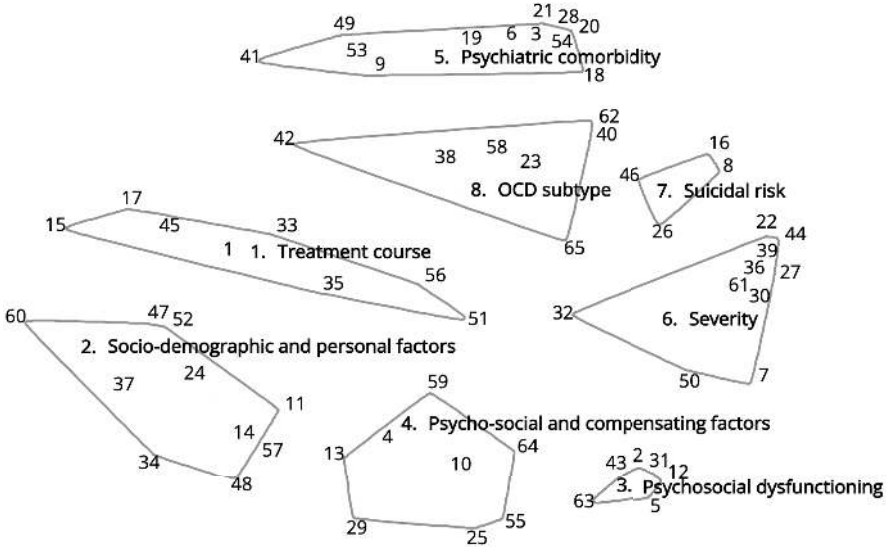 21 28
49 6 3 20
19 54
53
41 5. Psychiatric comorbidity
9
18
62
42 40
58 16
38 23
46 8
8. OCD subtype 7. Suicidal risk
17
15 45 33 26 22
65 44
1 1. Treatment course 39
36
56 27
35 61
30
60 47 52 51 32
6. Severity
2. Socio-demographic and personal factors
24
37 50 7
59
11
4. Psycho-social and compensating factors
14 4
57 64
13
34 10 43 2 31
12
48 3. Psychosocial dysfunctioning
63 5
29 55
25